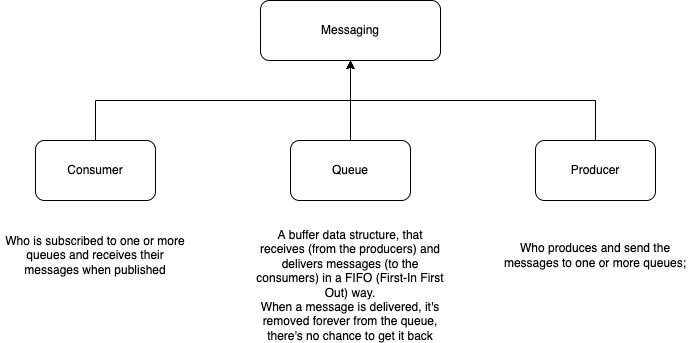 Messaging
Consumer
Queue
Producer
Who is subscribed to one or more
queues and receives their
messages when published
A buffer data structure, that
receives (from the producers) and
delivers messages (to the
consumers) in a FIFO (First-In First
Out) way.
When a message is delivered, it's
removed forever from the queue,
there's no chance to get it back
Who produces and send the
messages to one or more queues;